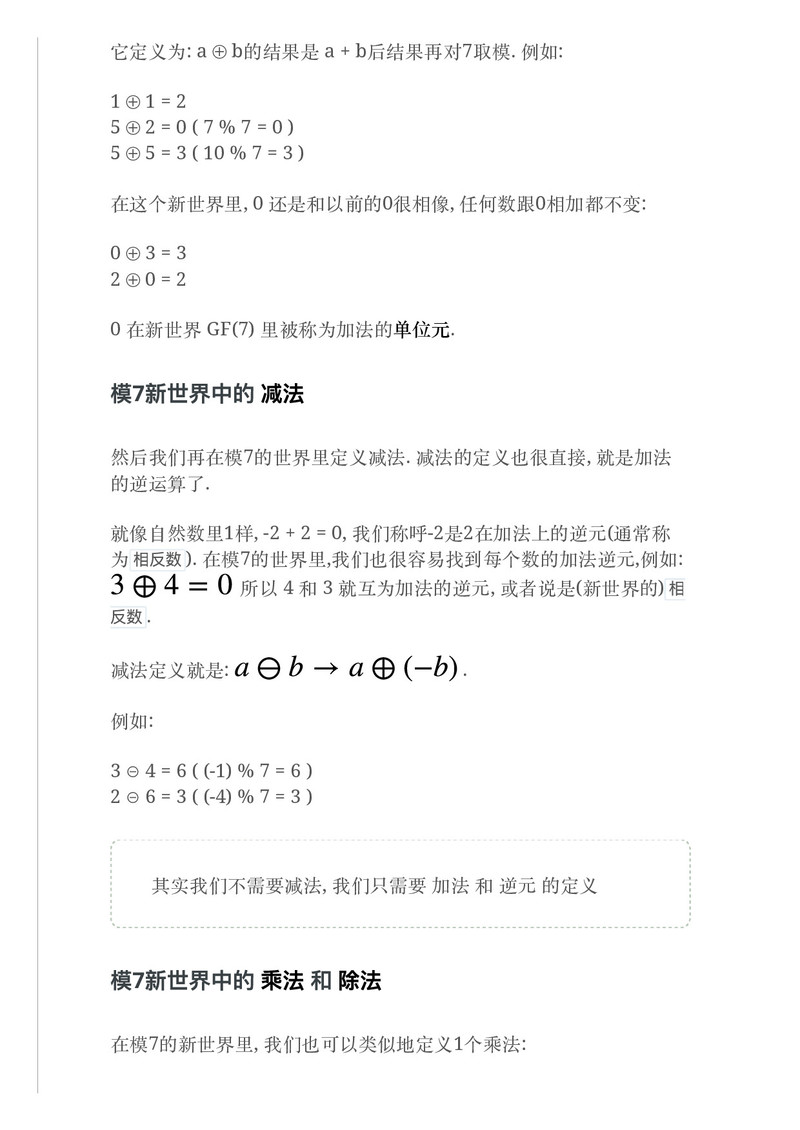 它定义为: a ⊕ b的结果是 a + b后结果再对7取模. 例如:
1 ⊕ 1 = 2
5 ⊕ 2 = 0 ( 7 % 7 = 0 )
5 ⊕ 5 = 3 ( 10 % 7 = 3 )
在这个新世界里, 0 还是和以前的0很相像, 任何数跟0相加都不变:
0 ⊕ 3 = 3
2 ⊕ 0 = 2
0 在新世界 GF(7) 里被称为加法的单位元.
模7新世界中的 减法
然后我们再在模7的世界里定义减法. 减法的定义也很直接, 就是加法
的逆运算了.
就像自然数里1样, -2 + 2 = 0, 我们称呼-2是2在加法上的逆元(通常称
为 相反数 ). 在模7的世界里,我们也很容易找到每个数的加法逆元,例如:
3 ⊕ 4 = 0 所以 4 和 3 就互为加法的逆元, 或者说是(新世界的) 相
反数 .
减法定义就是: a ⊖ b → a ⊕ (−b) .
例如:
3 ⊖ 4 = 6 ( (-1) % 7 = 6 )
2 ⊖ 6 = 3 ( (-4) % 7 = 3 )
其实我们不需要减法, 我们只需要 加法 和 逆元 的定义
模7新世界中的 乘法 和 除法
在模7的新世界里, 我们也可以类似地定义1个乘法: